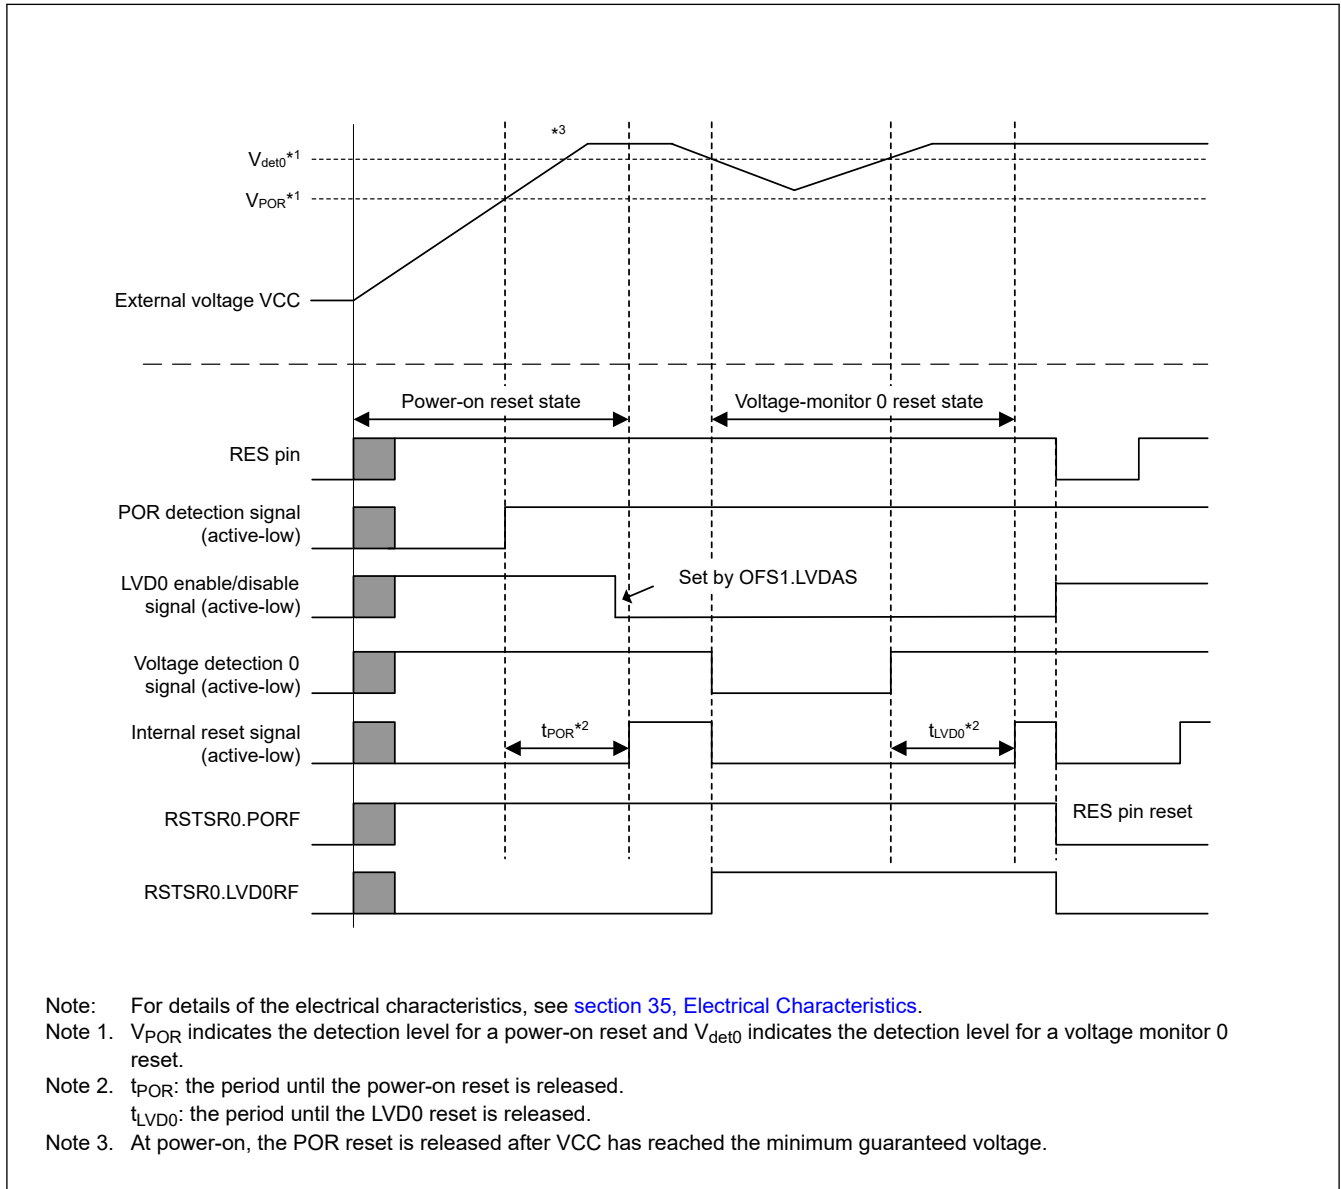 *3
Vdet0*1
VPOR*1
External voltage VCC
Power-on reset state
Voltage-monitor 0 reset state
RES pin
POR detection signal
(active-low)
LVD0 enable/disable
signal (active-low)
Set by OFS1.LVDAS
Voltage detection 0
signal (active-low)
Internal reset signal
(active-low)
tPOR*2
tLVD0*2
RSTSR0.PORF
RES pin reset
RSTSR0.LVD0RF
Note: For details of the electrical characteristics, see section 35, Electrical Characteristics.
Note 1. VPOR indicates the detection level for a power-on reset and Vdet0 indicates the detection level for a voltage monitor 0
reset.
Note 2. tPOR: the period until the power-on reset is released.
tLVD0: the period until the LVD0 reset is released.
Note 3. At power-on, the POR reset is released after VCC has reached the minimum guaranteed voltage.